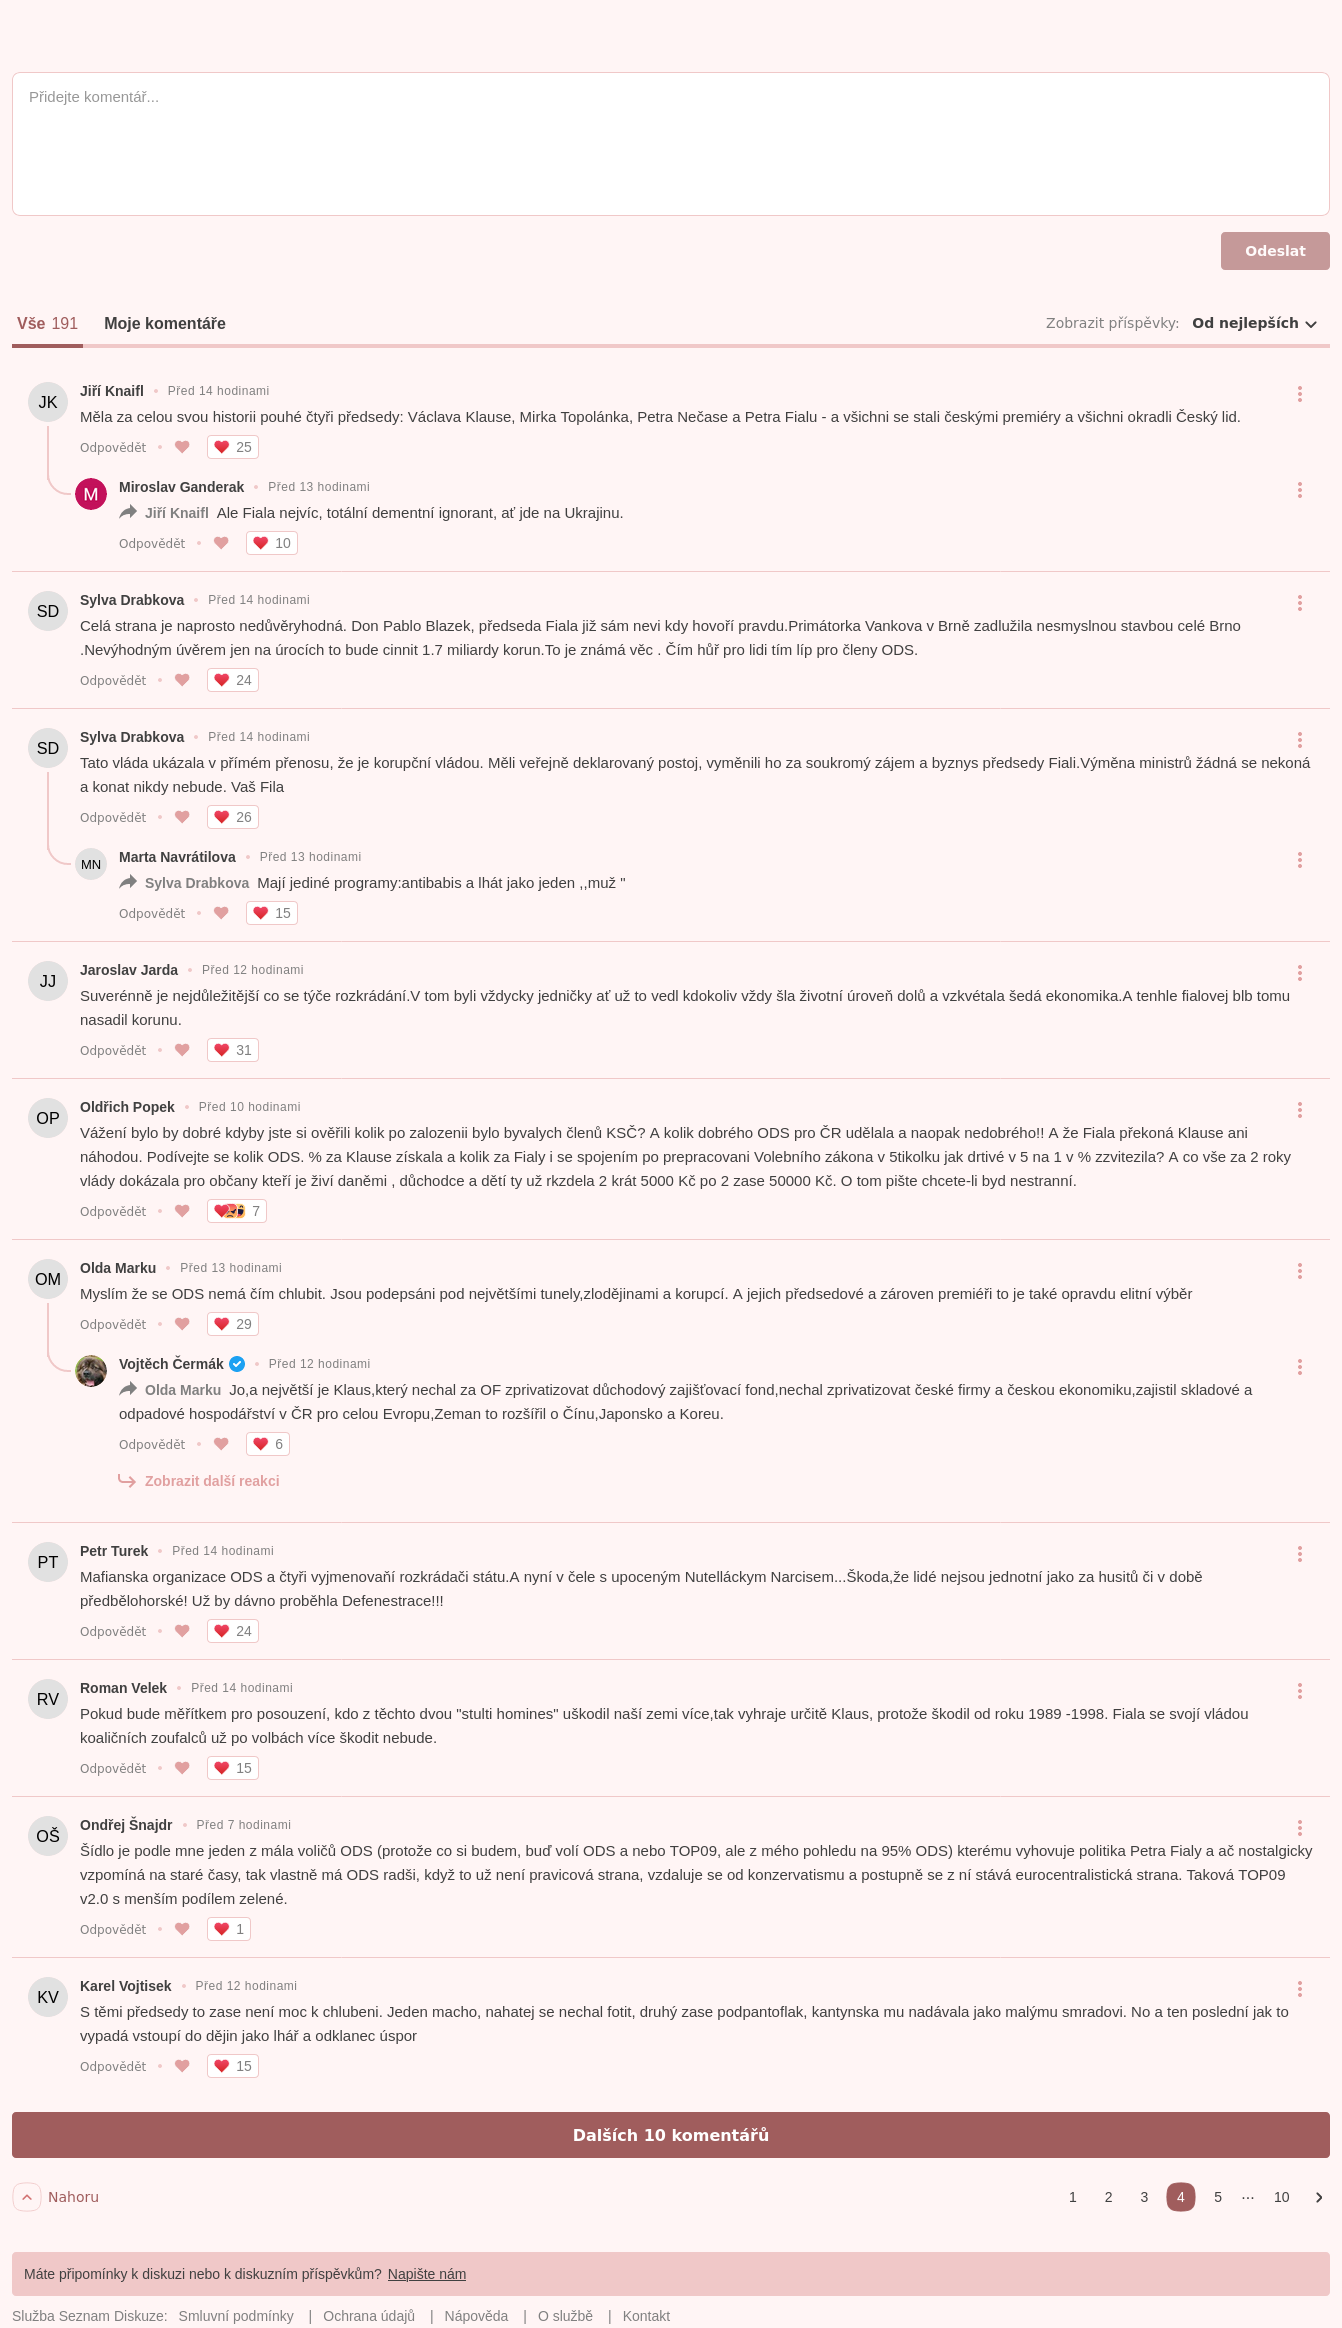 Přidejte komentář...
Odeslat
Vše 191 Moje komentáře Zobrazit příspěvky: Od nejlepších
JK Jiří Knaifl • Před 14 hodinami
Měla za celou svou historii pouhé čtyři předsedy: Václava Klause, Mirka Topolánka, Petra Nečase a Petra Fialu - a všichni se stali českými premiéry a všichni okradli Český lid.
Odpovědět • 25
M Miroslav Ganderak • Před 13 hodinami
Jiří Knaifl Ale Fiala nejvíc, totální dementní ignorant, ať jde na Ukrajinu.
Odpovědět • 10
SD Sylva Drabkova • Před 14 hodinami
Celá strana je naprosto nedůvěryhodná. Don Pablo Blazek, předseda Fiala již sám nevi kdy hovoří pravdu.Primátorka Vankova v Brně zadlužila nesmyslnou stavbou celé Brno
.Nevýhodným úvěrem jen na úrocích to bude cinnit 1.7 miliardy korun.To je známá věc . Čím hůř pro lidi tím líp pro členy ODS.
Odpovědět • 24
SD Sylva Drabkova • Před 14 hodinami
Tato vláda ukázala v přímém přenosu, že je korupční vládou. Měli veřejně deklarovaný postoj, vyměnili ho za soukromý zájem a byznys předsedy Fiali.Výměna ministrů žádná se nekoná
a konat nikdy nebude. Vaš Fila
Odpovědět • 26
MN Marta Navrátilova • Před 13 hodinami
Sylva Drabkova Mají jediné programy:antibabis a lhát jako jeden ,,muž "
Odpovědět • 15
JJ Jaroslav Jarda • Před 12 hodinami
Suverénně je nejdůležitější co se týče rozkrádání.V tom byli vždycky jedničky ať už to vedl kdokoliv vždy šla životní úroveň dolů a vzkvétala šedá ekonomika.A tenhle fialovej blb tomu
nasadil korunu.
Odpovědět • 31
OP Oldřich Popek • Před 10 hodinami
Vážení bylo by dobré kdyby jste si ověřili kolik po zalozenii bylo byvalych členů KSČ? A kolik dobrého ODS pro ČR udělala a naopak nedobrého!! A že Fiala překoná Klause ani
náhodou. Podívejte se kolik ODS. % za Klause získala a kolik za Fialy i se spojením po prepracovani Volebního zákona v 5tikolku jak drtivé v 5 na 1 v % zzvitezila? A co vše za 2 roky
vlády dokázala pro občany kteří je živí daněmi , důchodce a dětí ty už rkzdela 2 krát 5000 Kč po 2 zase 50000 Kč. O tom pište chcete-li byd nestranní.
Odpovědět • 7
OM Olda Marku • Před 13 hodinami
Myslím že se ODS nemá čím chlubit. Jsou podepsáni pod největšími tunely,zlodějinami a korupcí. A jejich předsedové a zároven premiéři to je také opravdu elitní výběr
Odpovědět • 29
Vojtěch Čermák • Před 12 hodinami
Olda Marku Jo,a největší je Klaus,který nechal za OF zprivatizovat důchodový zajišťovací fond,nechal zprivatizovat české firmy a českou ekonomiku,zajistil skladové a
odpadové hospodářství v ČR pro celou Evropu,Zeman to rozšířil o Čínu,Japonsko a Koreu.
Odpovědět • 6
Zobrazit další reakci
PT Petr Turek • Před 14 hodinami
Mafianska organizace ODS a čtyři vyjmenovaňí rozkrádači státu.A nyní v čele s upoceným Nutelláckym Narcisem...Škoda,že lidé nejsou jednotní jako za husitů či v době
předbělohorské! Už by dávno proběhla Defenestrace!!!
Odpovědět • 24
RV Roman Velek • Před 14 hodinami
Pokud bude měřítkem pro posouzení, kdo z těchto dvou "stulti homines" uškodil naší zemi více,tak vyhraje určitě Klaus, protože škodil od roku 1989 -1998. Fiala se svojí vládou
koaličních zoufalců už po volbách více škodit nebude.
Odpovědět • 15
OŠ Ondřej Šnajdr • Před 7 hodinami
Šídlo je podle mne jeden z mála voličů ODS (protože co si budem, buď volí ODS a nebo TOP09, ale z mého pohledu na 95% ODS) kterému vyhovuje politika Petra Fialy a ač nostalgicky
vzpomíná na staré časy, tak vlastně má ODS radši, když to už není pravicová strana, vzdaluje se od konzervatismu a postupně se z ní stává eurocentralistická strana. Taková TOP09
v2.0 s menším podílem zelené.
Odpovědět • 1
KV Karel Vojtisek • Před 12 hodinami
S těmi předsedy to zase není moc k chlubeni. Jeden macho, nahatej se nechal fotit, druhý zase podpantoflak, kantynska mu nadávala jako malýmu smradovi. No a ten poslední jak to
vypadá vstoupí do dějin jako lhář a odklanec úspor
Odpovědět • 15
Dalších 10 komentářů
Nahoru 1 2 3 4 5 ... 10
Máte připomínky k diskuzi nebo k diskuzním příspěvkům? Napište nám
Služba Seznam Diskuze: Smluvní podmínky | Ochrana údajů | Nápověda | O službě | Kontakt